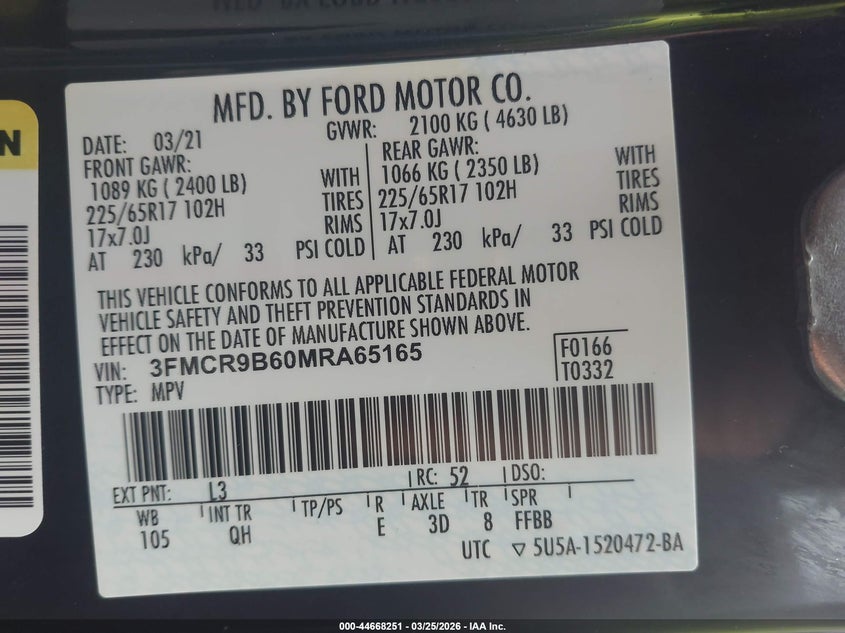 MFD. BY FORD MOTOR CO.
DATE: 03/21 GVWR: 2100 KG ( 4630 LB)
FRONT GAWR: REAR GAWR:
1089 KG ( 2400 LB) WITH 1066 KG ( 2350 LB) WITH
225/65R17 102H TIRES 225/65R17 102H TIRES
17x7.0J RIMS 17x7.0J RIMS
AT 230 kPa/ 33 PSI COLD AT 230 kPa/ 33 PSI COLD
THIS VEHICLE CONFORMS TO ALL APPLICABLE FEDERAL MOTOR
VEHICLE SAFETY AND THEFT PREVENTION STANDARDS IN
EFFECT ON THE DATE OF MANUFACTURE SHOWN ABOVE.
VIN: 3FMCR9B60MRA65165 F0166
TYPE: MPV T0332
EXT PNT: L3 RC: 52 DSO:
WB INT TR TP/PS R AXLE TR SPR
105 QH E 3D 8 FFBB
UTC ▽ 5U5A-1520472-BA
N
000-44668251 | 03/25/2026 - IAA Inc.